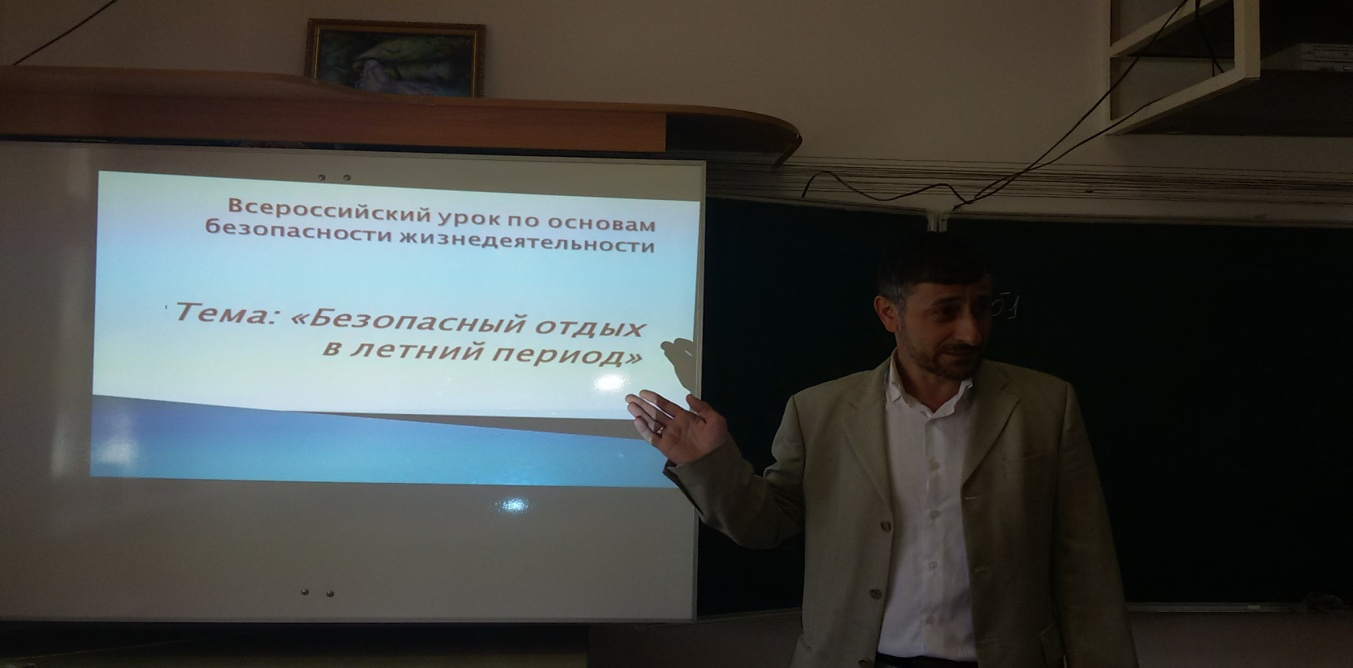 Всероссийский урок по основам
безопасности жизнедеятельности
Тема: «Безопасный отдых
в летний период»